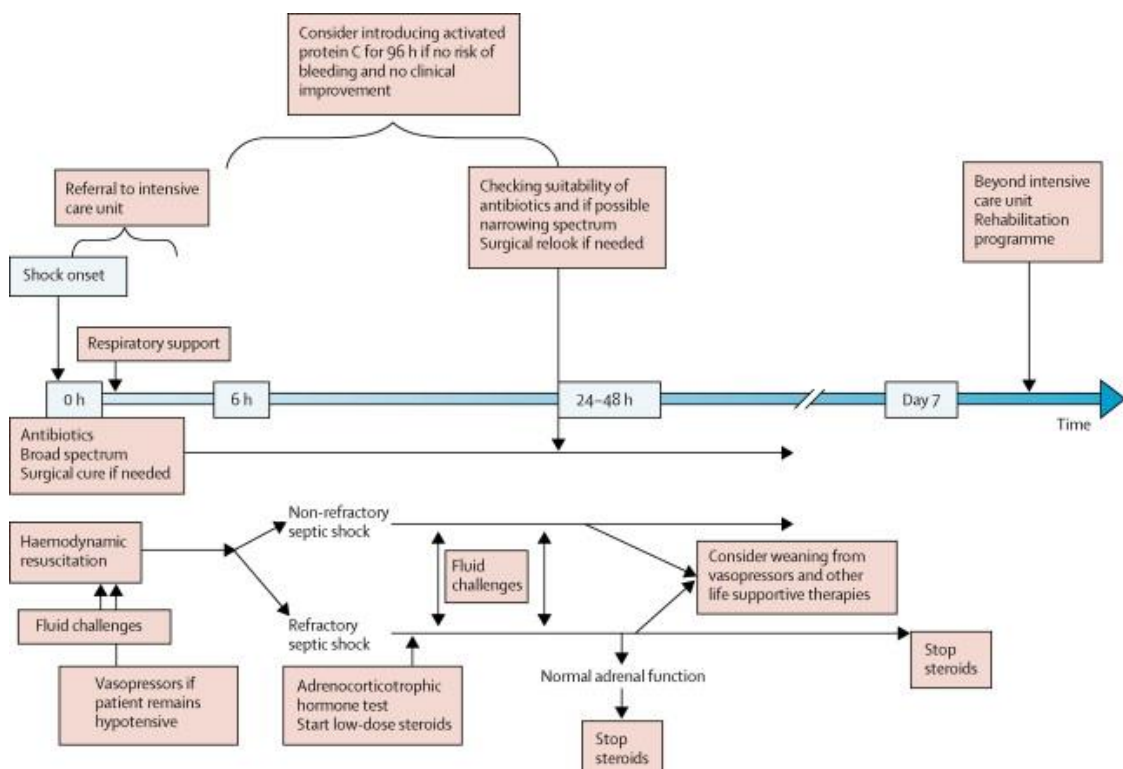 Consider introducing activated
protein C for 96 h if no risk of
bleeding and no clinical
improvement
Referral to intensive
care unit
Checking suitability of
antibiotics and if possible
narrowing spectrum
Surgical relook if needed
Beyond intensive
care unit
Rehabilitation
programme
Shock onset
Respiratory support
0 h
6 h
24–48 h
Day 7
Time
Antibiotics
Broad spectrum
Surgical cure if needed
Non-refractory
septic shock
Haemodynamic
resuscitation
Fluid
challenges
Consider weaning from
vasopressors and other
life supportive therapies
Fluid challenges
Refractory
septic shock
Vasopressors if
patient remains
hypotensive
Adrenocorticotrophic
hormone test
Start low-dose steroids
Normal adrenal function
Stop
steroids
Stop
steroids